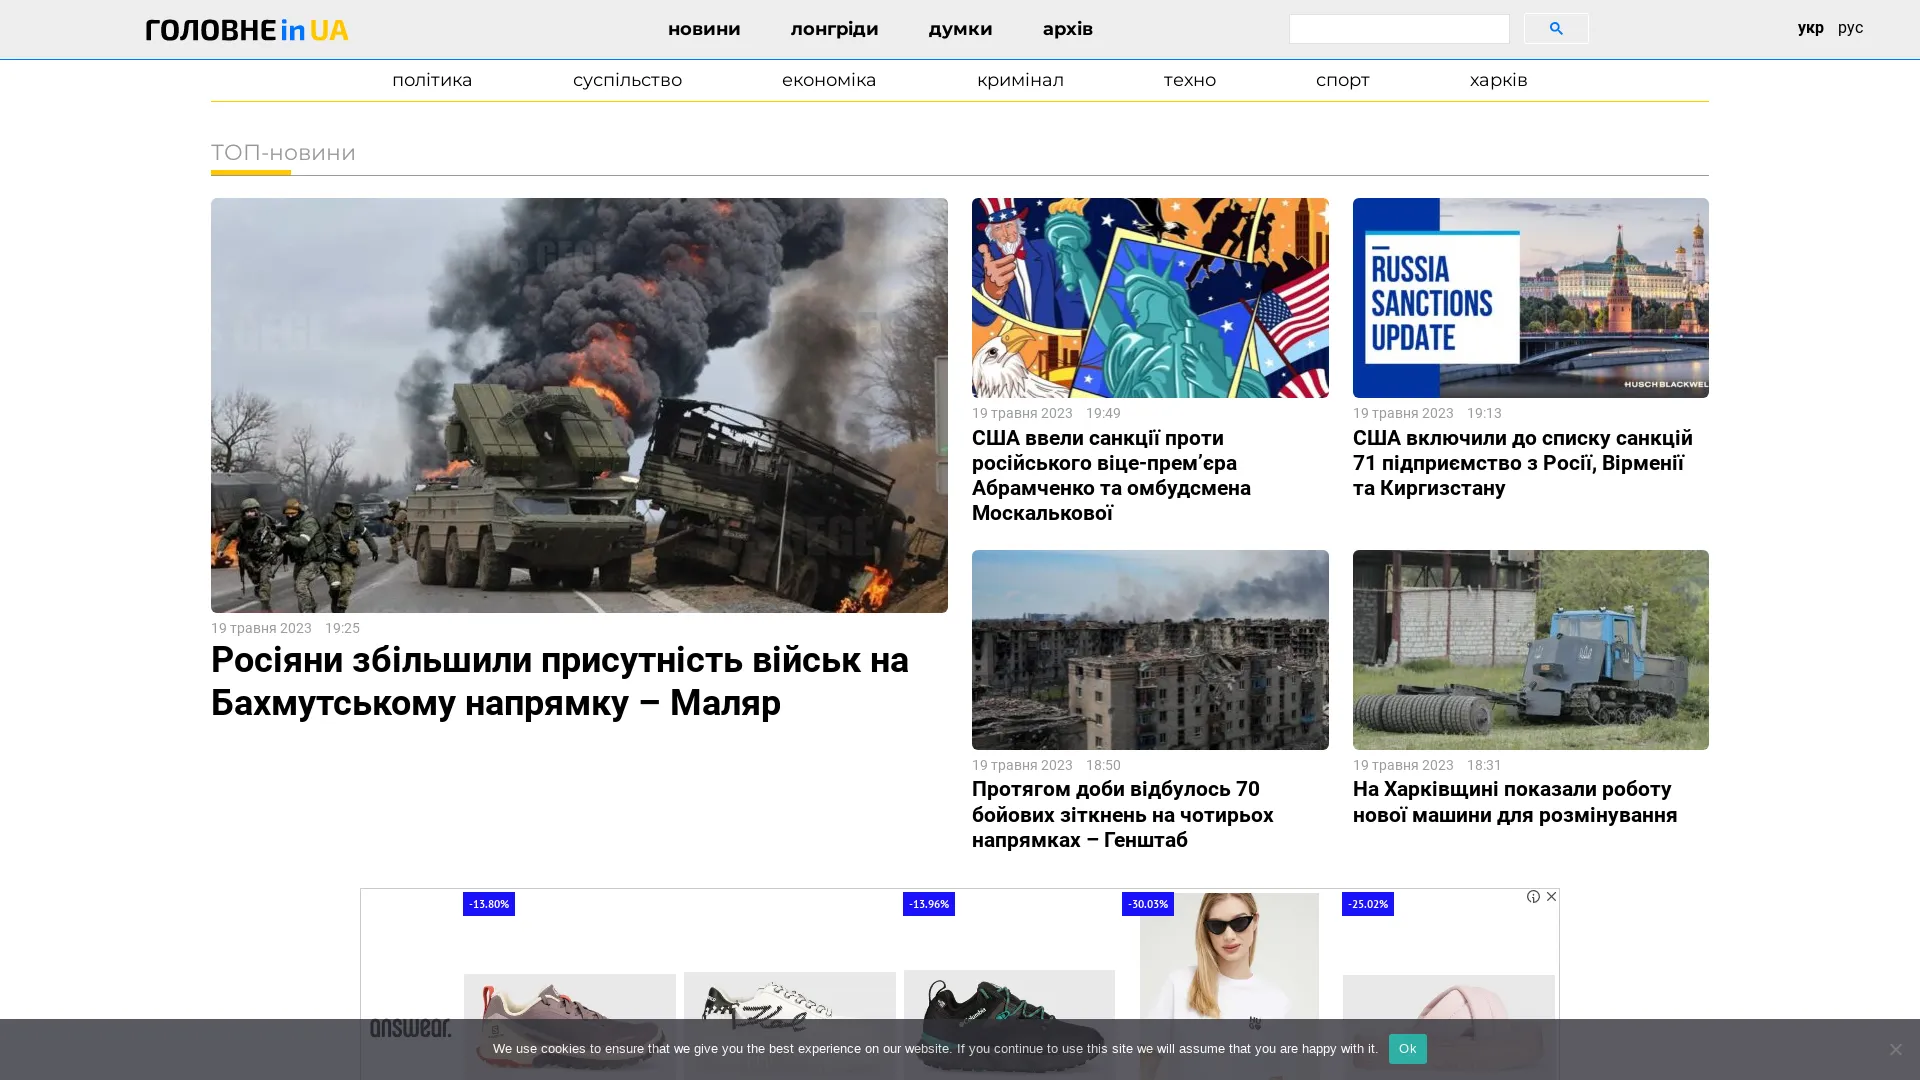 ГОЛОВНЕ in UA
новини лонгріди думки архів
укр рус
політика суспільство економіка кримінал техно спорт харків
ТОП-новини
19 травня 2023 19:25
Росіяни збільшили присутність військ на
Бахмутському напрямку – Маляр
19 травня 2023 19:49
США ввели санкції проти
російського віце-прем’єра
Абрамченко та омбудсмена
Москалькової
RUSSIA
SANCTIONS
UPDATE
HUSCH BLACKWELL
19 травня 2023 19:13
США включили до списку санкцій
71 підприємство з Росії, Вірменії
та Киргизстану
19 травня 2023 18:50
Протягом доби відбулось 70
бойових зіткнень на чотирьох
напрямках – Генштаб
19 травня 2023 18:31
На Харківщині показали роботу
нової машини для розмінування
-13.80% -13.96% -30.03% -25.02%
answear.
Columbia
We use cookies to ensure that we give you the best experience on our website. If you continue to use this site we will assume that you are happy with it. Ok